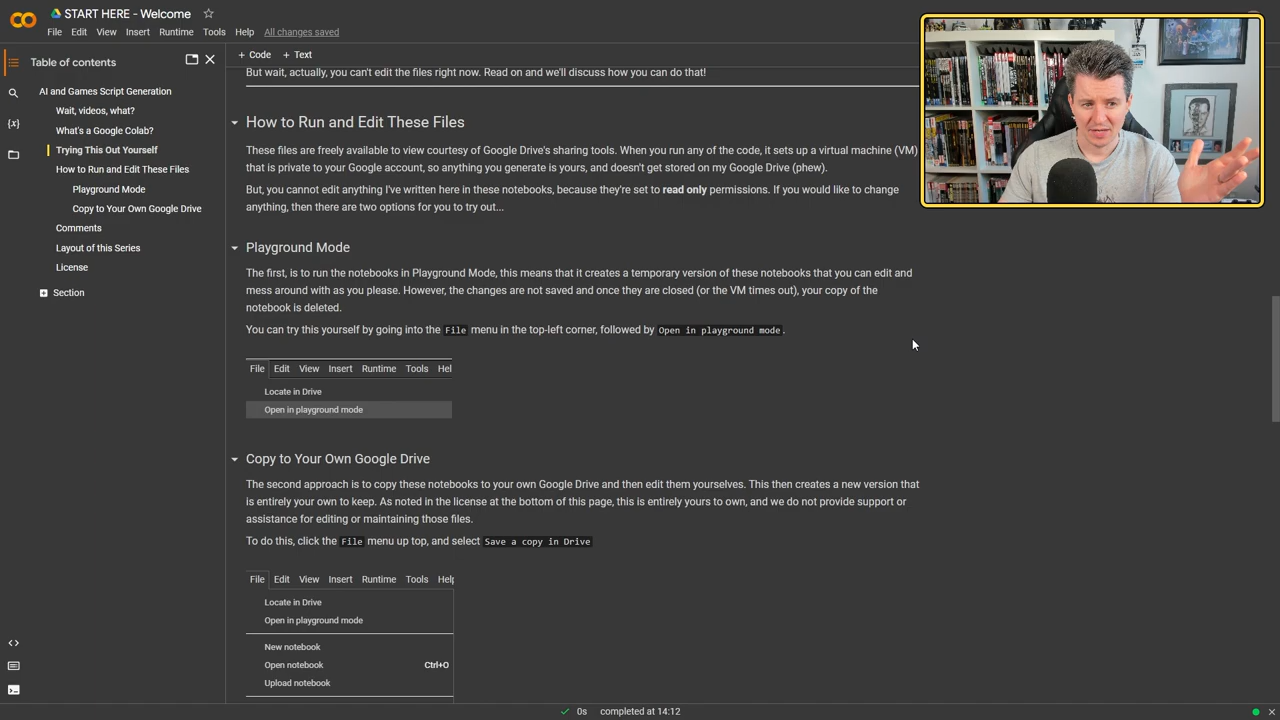 START HERE - Welcome
File Edit View Insert Runtime Tools Help All changes saved
Table of contents
AI and Games Script Generation
Wait, videos, what?
What's a Google Colab?
Trying This Out Yourself
How to Run and Edit These Files
Playground Mode
Copy to Your Own Google Drive
Comments
Layout of this Series
License
Section
+ Code + Text
But wait, actually, you can't edit the files right now. Read on and we'll discuss how you can do that!
How to Run and Edit These Files
These files are freely available to view courtesy of Google Drive's sharing tools. When you run any of the code, it sets up a virtual machine (VM)
that is private to your Google account, so anything you generate is yours, and doesn't get stored on my Google Drive (phew).
But, you cannot edit anything I've written here in these notebooks, because they're set to read only permissions. If you would like to change
anything, then there are two options for you to try out...
Playground Mode
The first, is to run the notebooks in Playground Mode, this means that it creates a temporary version of these notebooks that you can edit and
mess around with as you please. However, the changes are not saved and once they are closed (or the VM times out), your copy of the
notebook is deleted.
You can try this yourself by going into the File menu in the top-left corner, followed by Open in playground mode.
File Edit View Insert Runtime Tools Hel
Locate in Drive
Open in playground mode
Copy to Your Own Google Drive
The second approach is to copy these notebooks to your own Google Drive and then edit them yourselves. This then creates a new version that
is entirely your own to keep. As noted in the license at the bottom of this page, this is entirely yours to own, and we do not provide support or
assistance for editing or maintaining those files.
To do this, click the File menu up top, and select Save a copy in Drive
File Edit View Insert Runtime Tools Help
Locate in Drive
Open in playground mode
New notebook
Open notebook Ctrl+O
Upload notebook
0s completed at 14:12